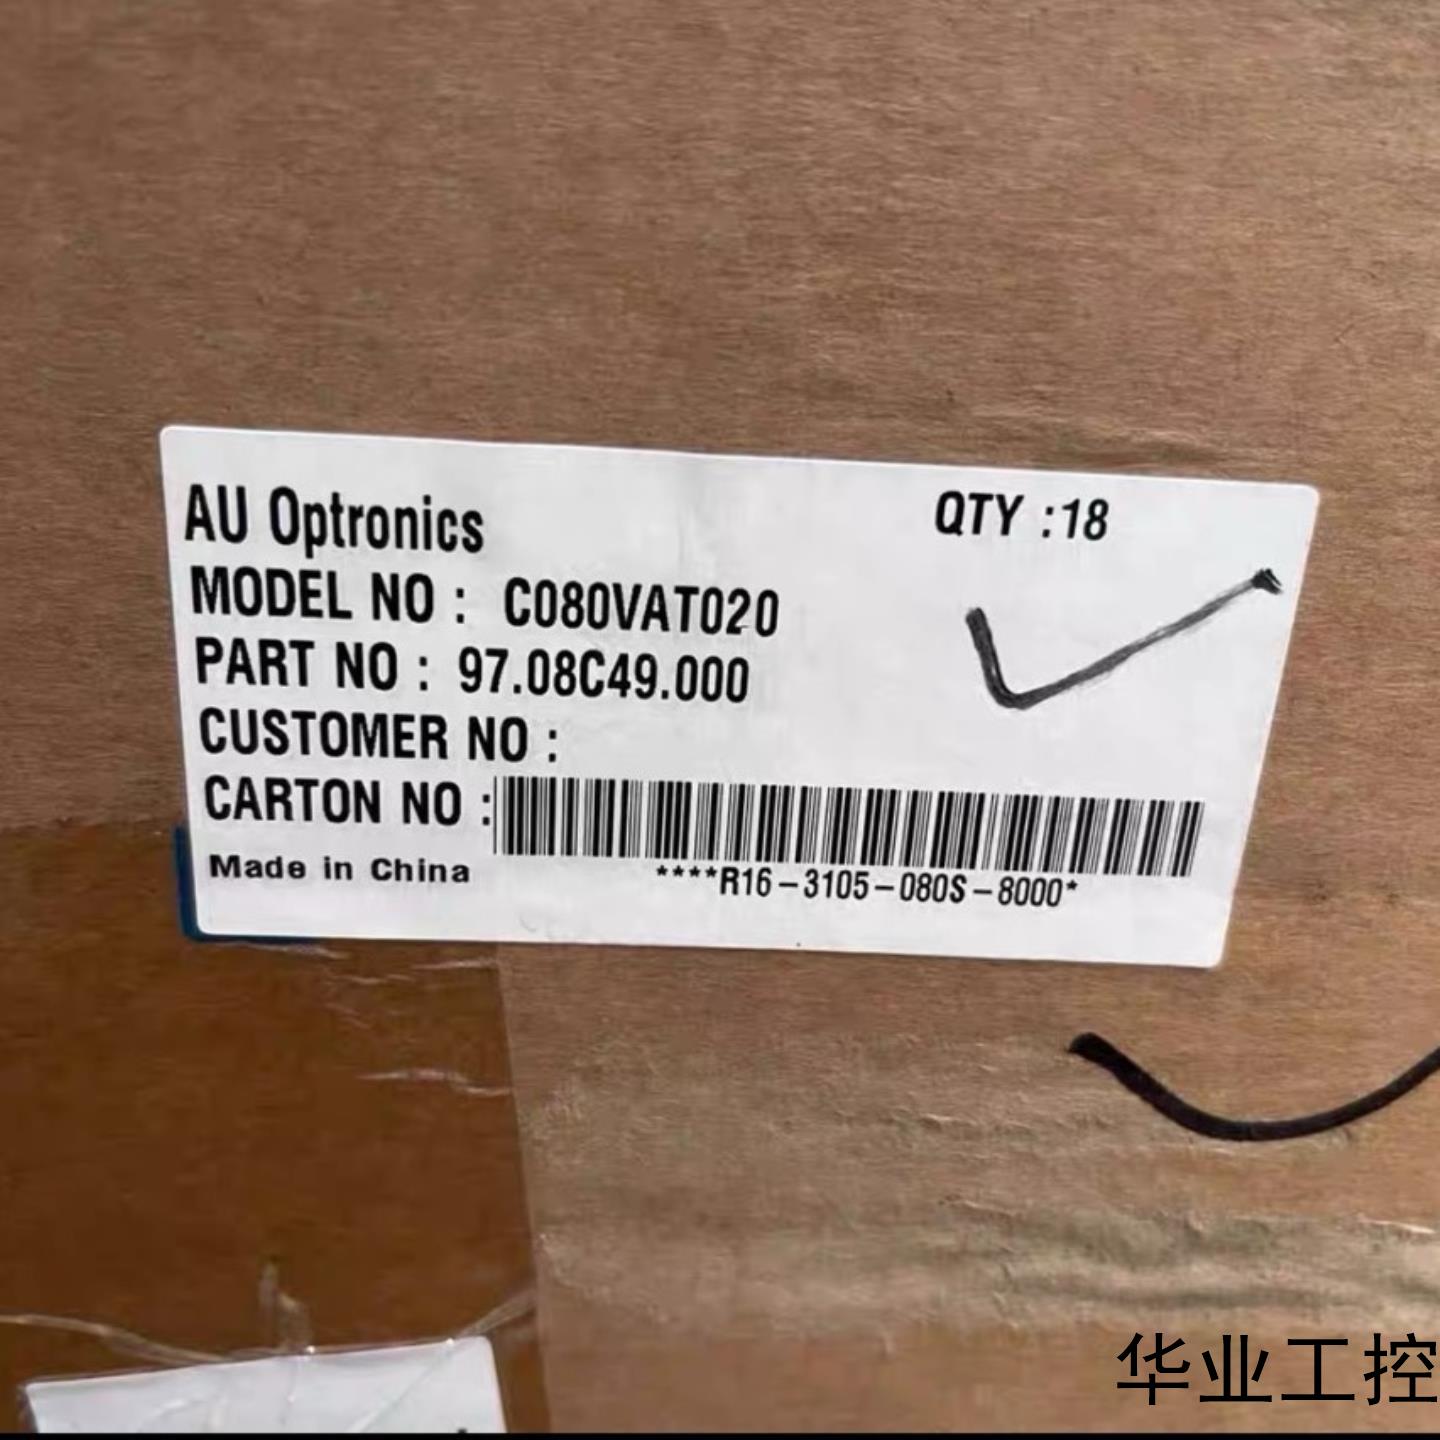 AU Optronics
QTY :18
MODEL NO : C080VAT020
PART NO : 97.08C49.000
CUSTOMER NO :
CARTON NO :
****R16-3105-080S-8000*
Made in China
华业工控